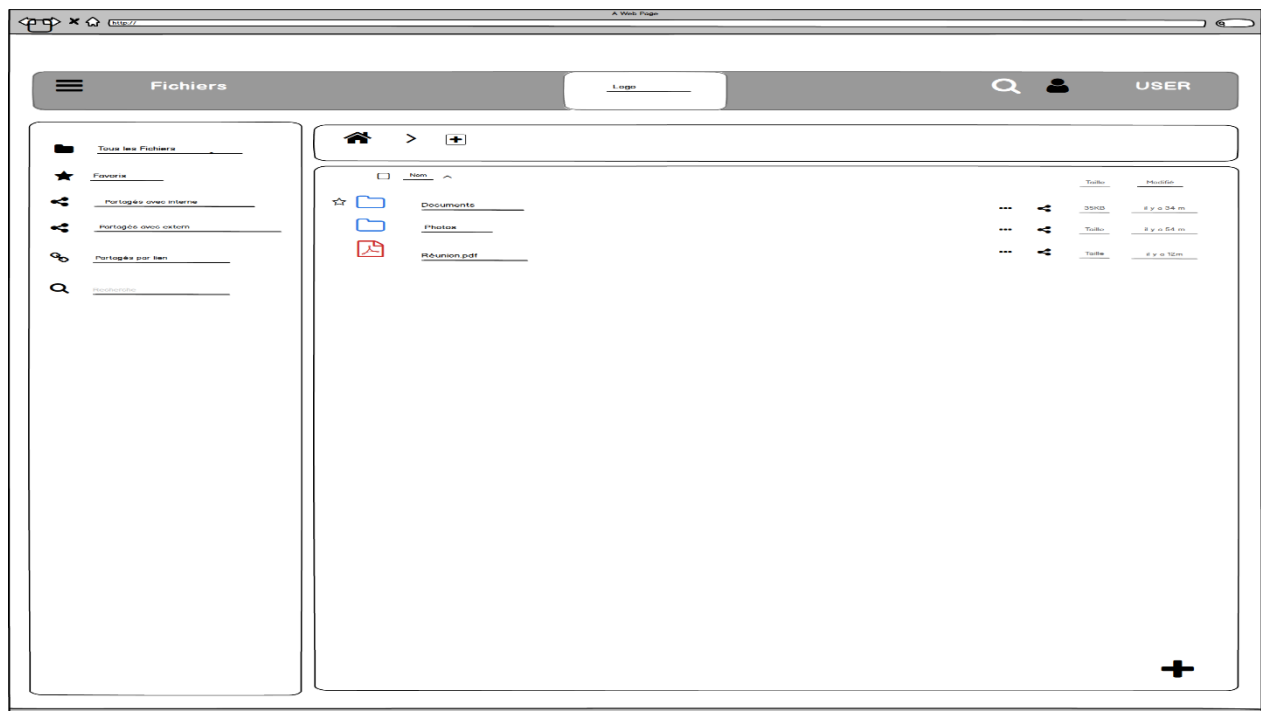 A Web Page
http://
Fichiers
Logo
USER
Tous les Fichiers
Favoris
Partagés avec interne
Partagés avec extern
Partagés par lien
Recherche
Nom
Taille
Modifié
Documents
35KB
il y a 34 m
Photos
Taille
il y a 54 m
Réunion.pdf
Taille
il y a 12m